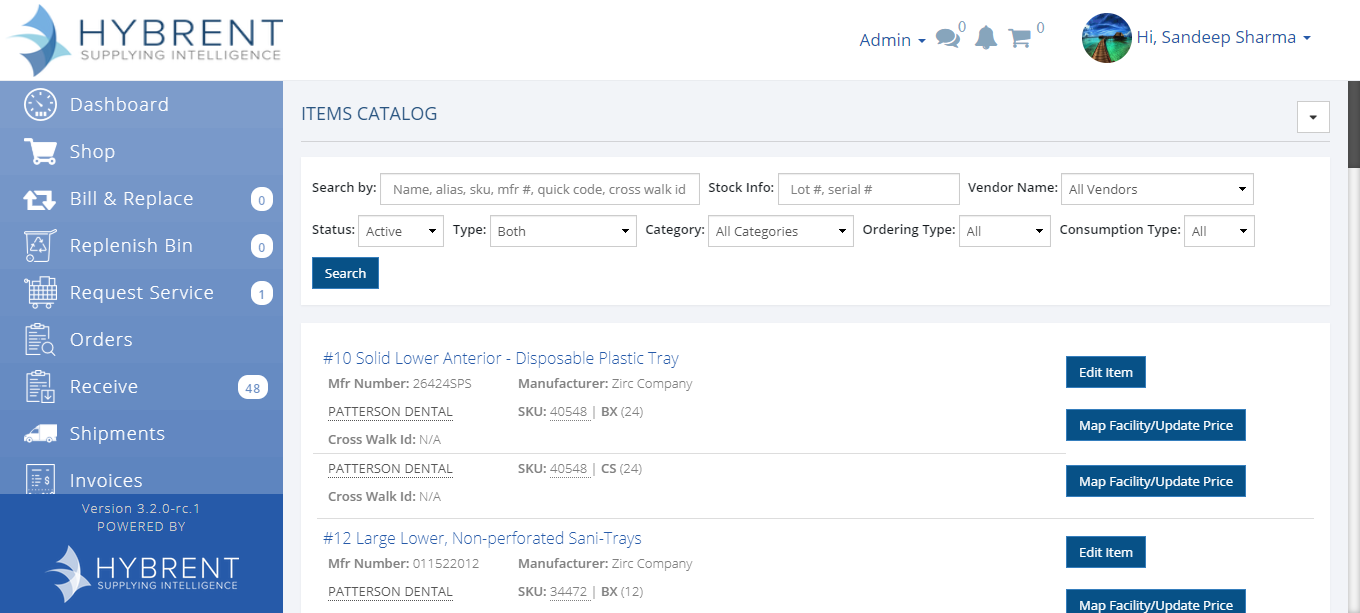 HYBRENT
SUPPLYING INTELLIGENCE
Admin 0 0 Hi, Sandeep Sharma
Dashboard
Shop
Bill & Replace 0
Replenish Bin 0
Request Service 1
Orders
Receive 48
Shipments
Invoices
Version 3.2.0-rc.1
POWERED BY
HYBRENT
SUPPLYING INTELLIGENCE
ITEMS CATALOG
Search by: Name, alias, sku, mfr #, quick code, cross walk id Stock Info: Lot #, serial # Vendor Name: All Vendors
Status: Active Type: Both Category: All Categories Ordering Type: All Consumption Type: All
Search
#10 Solid Lower Anterior - Disposable Plastic Tray
Edit Item
Mfr Number: 26424SPS Manufacturer: Zirc Company
PATTERSON DENTAL SKU: 40548 | BX (24)
Map Facility/Update Price
Cross Walk Id: N/A
PATTERSON DENTAL SKU: 40548 | CS (24)
Map Facility/Update Price
Cross Walk Id: N/A
#12 Large Lower, Non-perforated Sani-Trays
Edit Item
Mfr Number: 011522012 Manufacturer: Zirc Company
PATTERSON DENTAL SKU: 34472 | BX (12)
Map Facility/Update Price